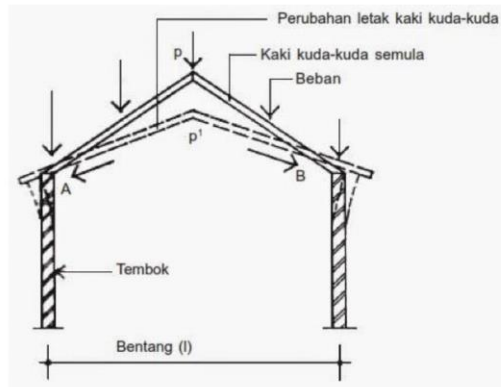 Perubahan letak kaki kuda-kuda
p
Kaki kuda-kuda semula
Beban
p¹
A
B
Tembok
Bentang (l)